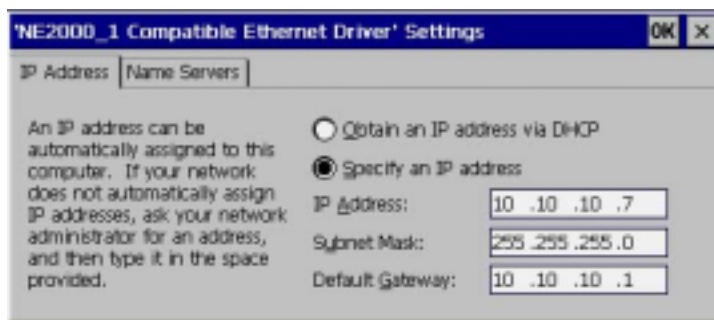 'NE2000_1 Compatible Ethernet Driver' Settings OK ×
IP Address Name Servers
An IP address can be
automatically assigned to this
computer. If your network
does not automatically assign
IP addresses, ask your network
administrator for an address,
and then type it in the space
provided.
Obtain an IP address via DHCP
Specify an IP address
IP Address: 10 .10 .10 .7
Subnet Mask: 255 .255 .255 .0
Default Gateway: 10 .10 .10 .1